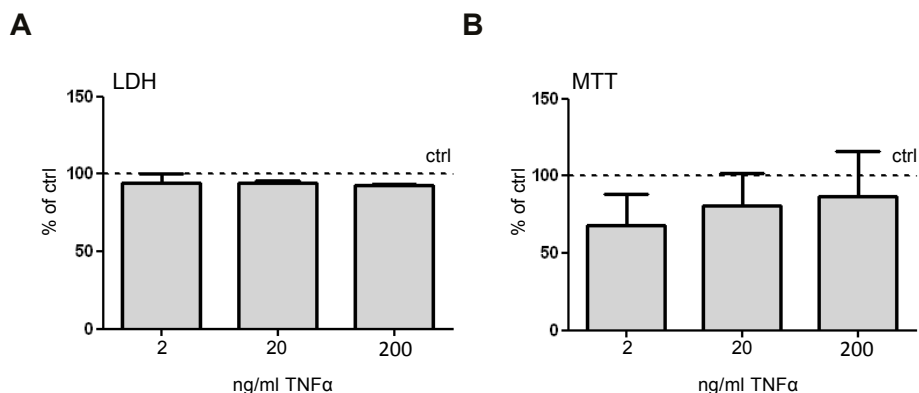 A
LDH
150
100
50
0
% of ctrl
ctrl
2 20 200
ng/ml TNFα
B
MTT
150
100
50
0
% of ctrl
ctrl
2 20 200
ng/ml TNFα